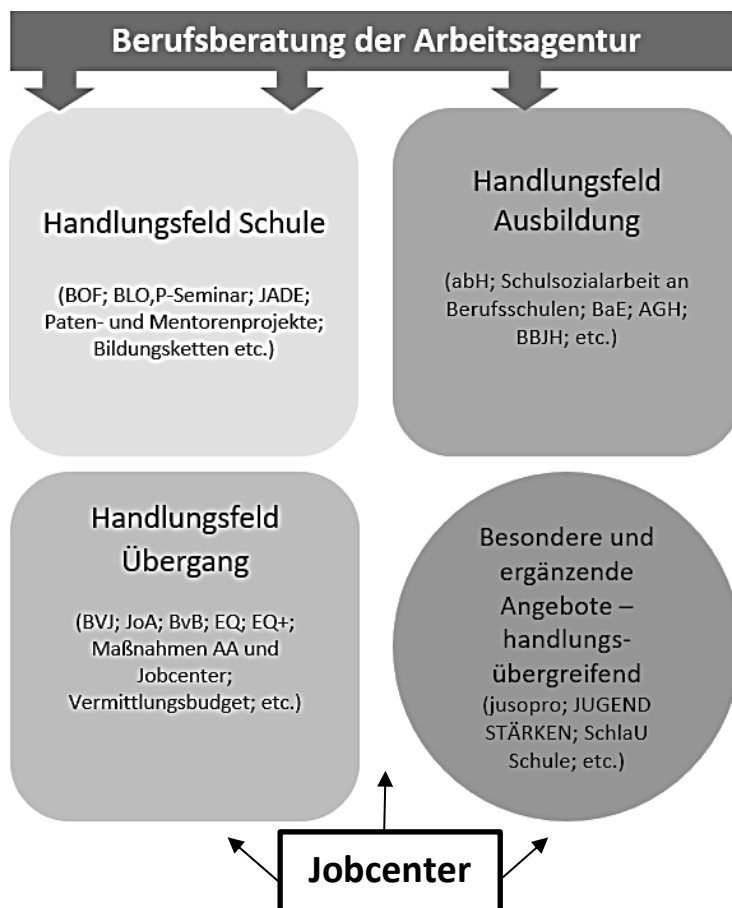 Berufsberatung der Arbeitsagentur
Handlungsfeld Schule
(BOF; BLO,P-Seminar; JADE;
Paten- und Mentorenprojekte;
Bildungsketten etc.)
Handlungsfeld
Ausbildung
(abH; Schulsozialarbeit an
Berufsschulen; BaE; AGH;
BBJH; etc.)
Handlungsfeld
Übergang
(BVJ; JoA; BvB; EQ; EQ+;
Maßnahmen AA und
Jobcenter;
Vermittlungsbudget; etc.)
Besondere und
ergänzende
Angebote –
handlungs-
übergreifend
(jusopro; JUGEND
STÄRKEN; SchlaU
Schule; etc.)
Jobcenter